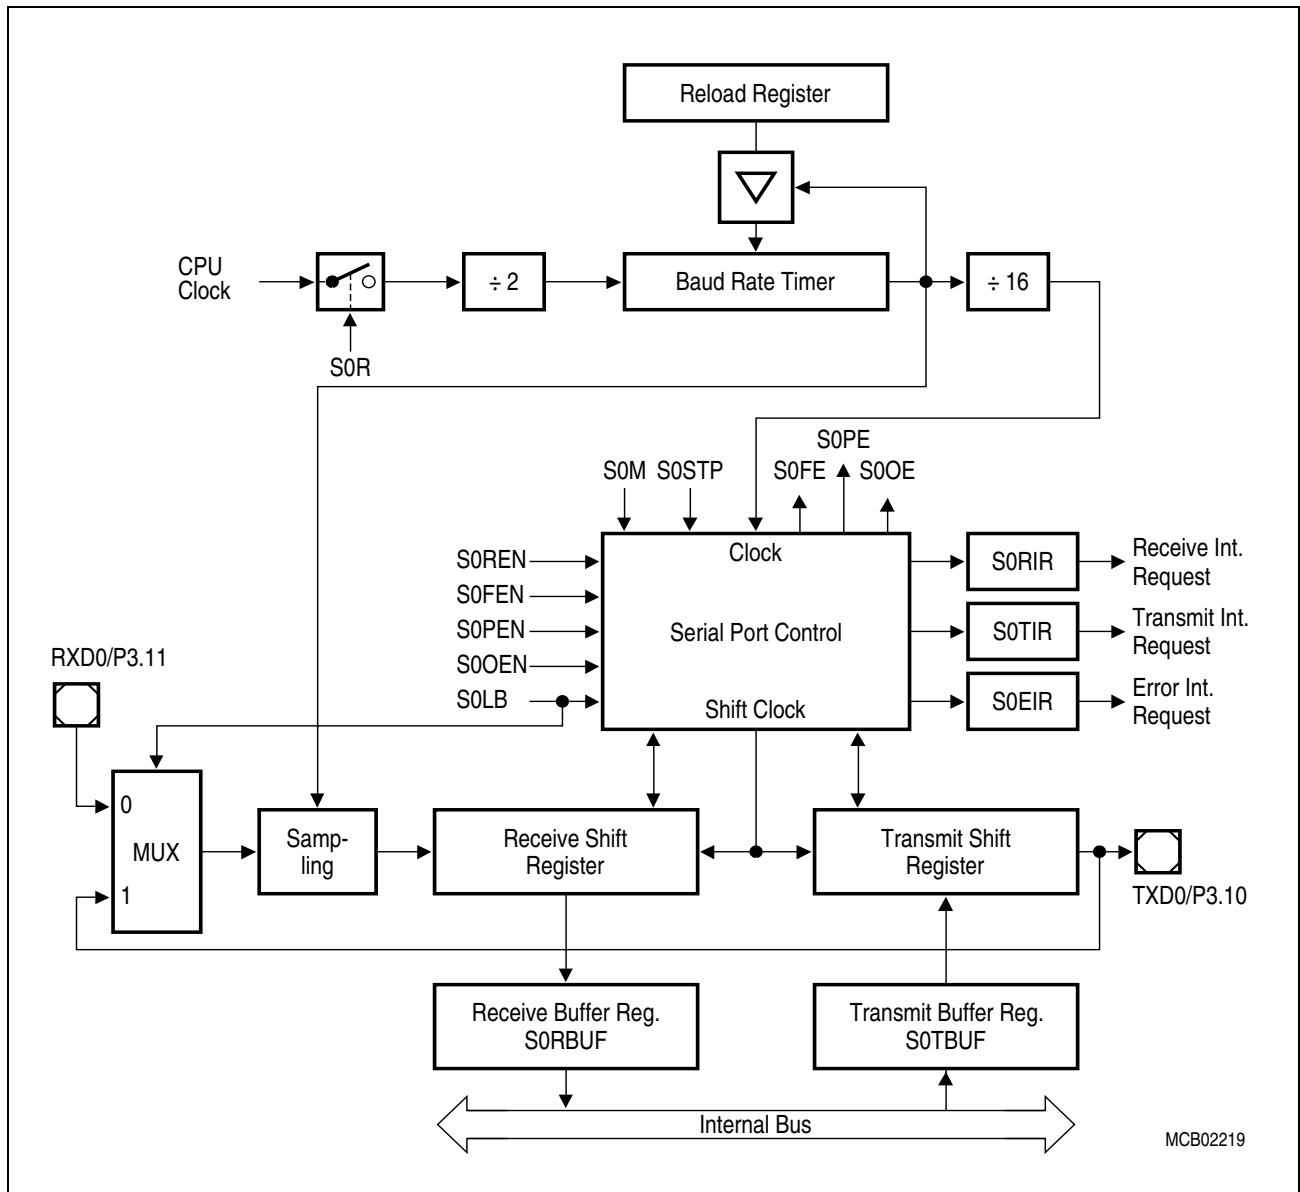 Reload Register
CPU
Clock
÷ 2
Baud Rate Timer
÷ 16
S0R
S0PE
S0M S0STP S0FE S0OE
Clock
S0REN
S0FEN
S0PEN
S0OEN
S0LB
Serial Port Control
Shift Clock
S0RIR
Receive Int.
Request
S0TIR
Transmit Int.
Request
S0EIR
Error Int.
Request
RXD0/P3.11
0
MUX
1
Samp-
ling
Receive Shift
Register
Transmit Shift
Register
TXD0/P3.10
Receive Buffer Reg.
S0RBUF
Transmit Buffer Reg.
S0TBUF
Internal Bus
MCB02219